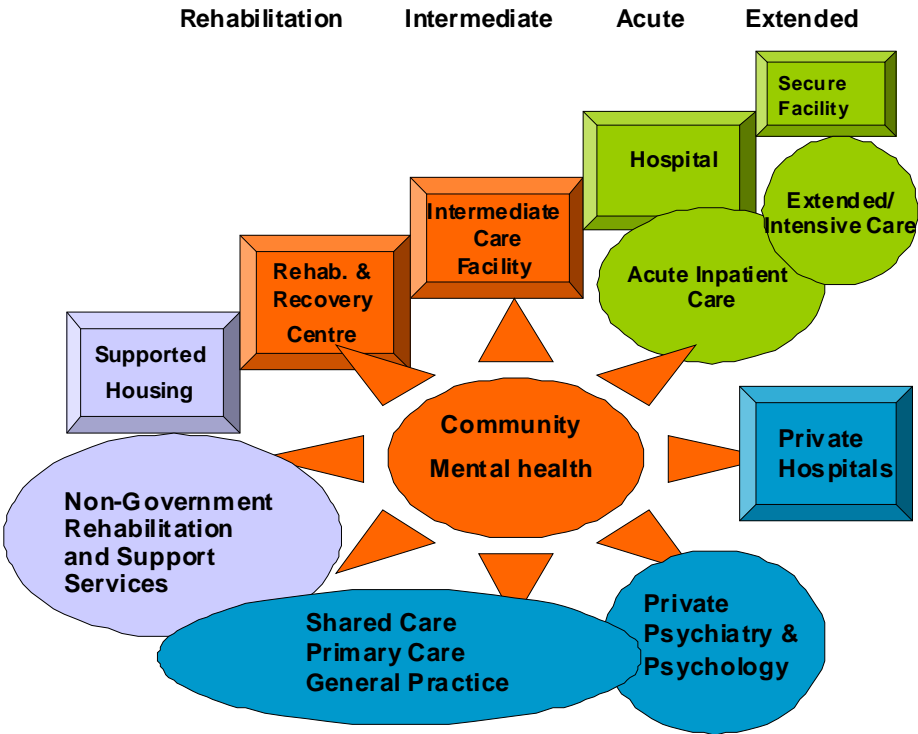 Rehabilitation Intermediate Acute Extended
Secure
Facility
Hospital
Extended/
Intensive Care
Intermediate
Care
Facility
Acute Inpatient
Care
Rehab. &
Recovery
Centre
Supported
Housing
Community
Mental health
Private
Hospitals
Non-Government
Rehabilitation
and Support
Services
Shared Care
Primary Care
General Practice
Private
Psychiatry &
Psychology